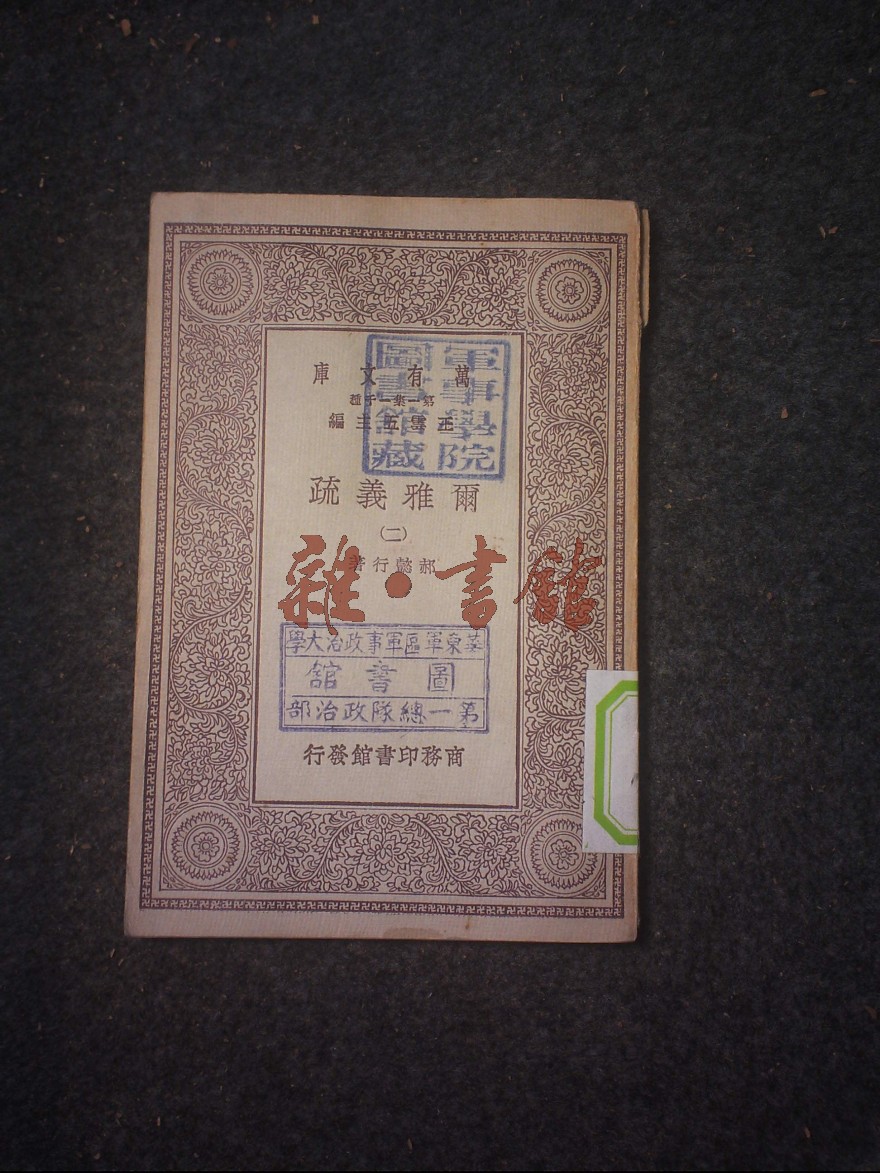 萬有文庫
第一集一千種
王雲五主編
軍事學院
圖書館藏
爾雅義疏
(二)
郝懿行著
雜·書館
華東軍區軍事政治大學
圖書館
第一總隊政治部
商務印書館發行